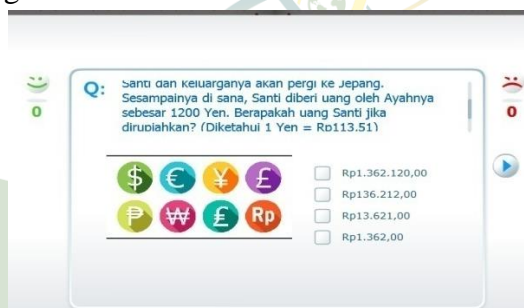 0
Q: Santi dan keluarganya akan pergi ke Jepang.
Sesampainya di sana, Santi diberi uang oleh Ayahnya
sebesar 1200 Yen. Berapakah uang Santi jika
dirupiahkan? (Diketahui 1 Yen = Rp113.51)
0
$ € ¥ £
₱ ₩ £ Rp
Rp1.362.120,00
Rp136.212,00
Rp13.621,00
Rp1.362,00